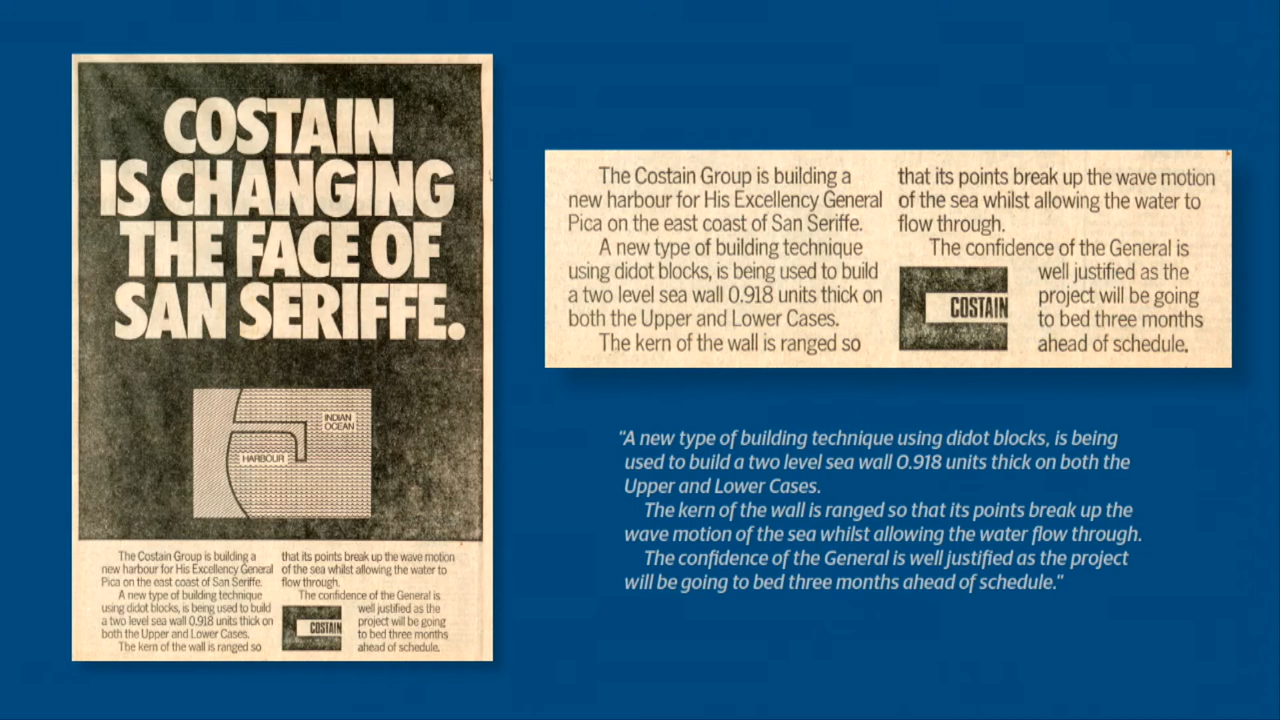 COSTAIN
IS CHANGING
THE FACE OF
SAN SERIFFE.
INDIAN
OCEAN
HARBOUR
The Costain Group is building a
new harbour for His Excellency General
Pica on the east coast of San Seriffe.
A new type of building technique
using didot blocks, is being used to build
a two level sea wall 0.918 units thick on
both the Upper and Lower Cases.
The kern of the wall is ranged so
that its points break up the wave motion
of the sea whilst allowing the water to
flow through.
The confidence of the General is
well justified as the
project will be going
to bed three months
ahead of schedule.
COSTAIN
The Costain Group is building a
new harbour for His Excellency General
Pica on the east coast of San Seriffe.
A new type of building technique
using didot blocks, is being used to build
a two level sea wall 0.918 units thick on
both the Upper and Lower Cases.
The kern of the wall is ranged so
that its points break up the wave motion
of the sea whilst allowing the water to
flow through.
The confidence of the General is
well justified as the
project will be going
to bed three months
ahead of schedule.
COSTAIN
"A new type of building technique using didot blocks, is being
used to build a two level sea wall 0.918 units thick on both the
Upper and Lower Cases.
The kern of the wall is ranged so that its points break up the
wave motion of the sea whilst allowing the water flow through.
The confidence of the General is well justified as the project
will be going to bed three months ahead of schedule."